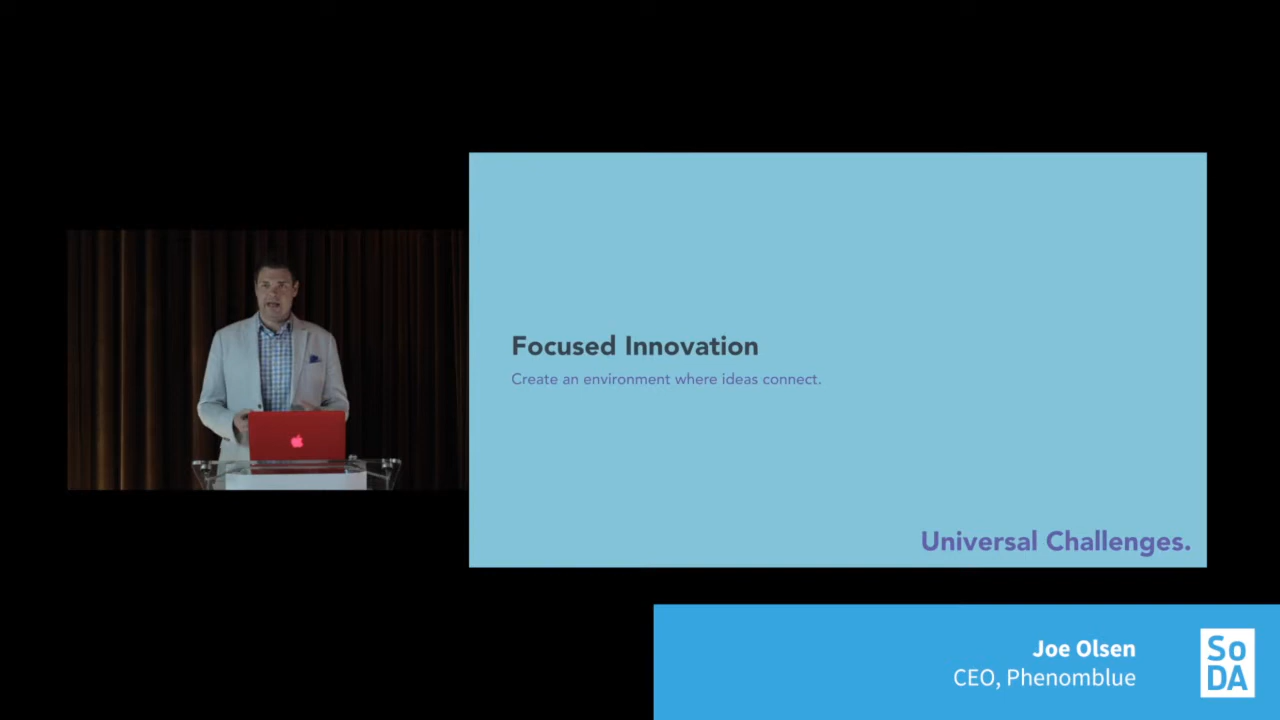 Focused Innovation
Create an environment where ideas connect.
Universal Challenges.
Joe Olsen
CEO, Phenomblue
So
DA